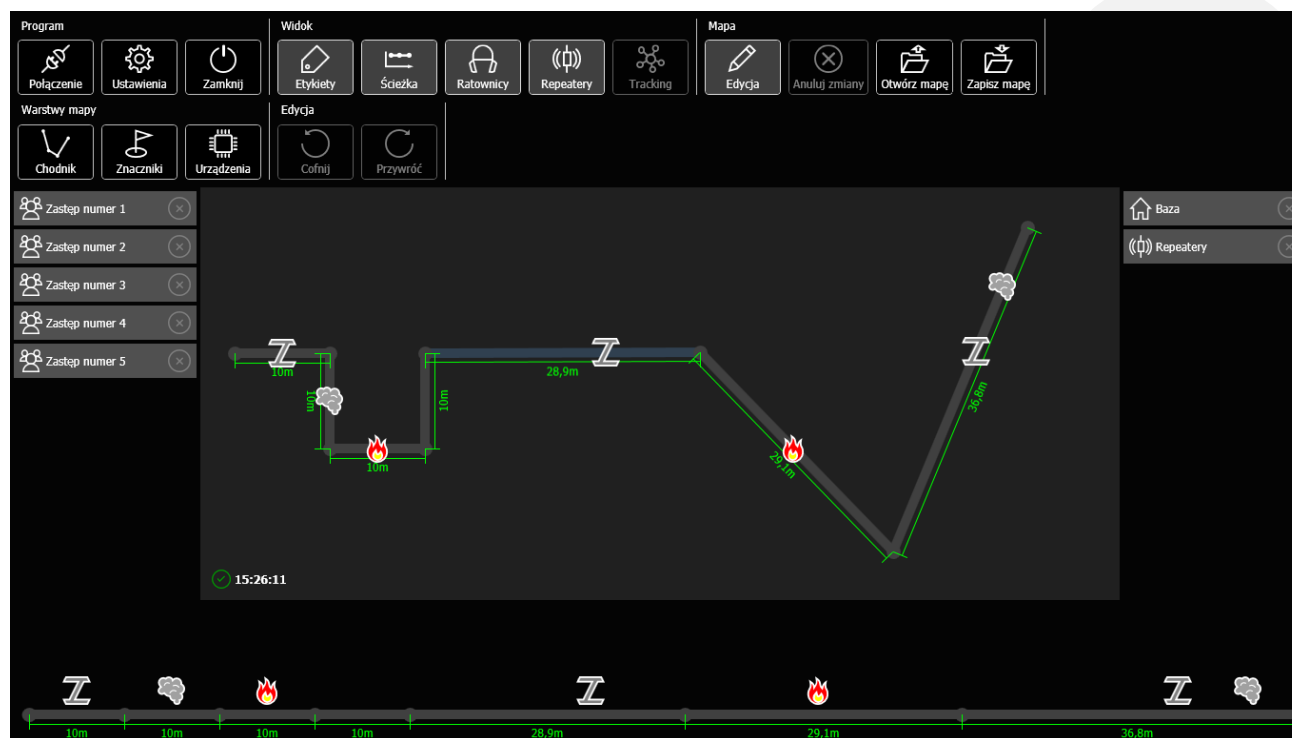 Program
Widok
Mapa
Połączenie
Ustawienia
Zamknij
Etykiety
Ścieżka
Ratownicy
Repeatery
Tracking
Edycja
Anuluj zmiany
Otwórz mapę
Zapisz mapę
Warstwy mapy
Edycja
Chodnik
Znaczniki
Urządzenia
Cofnij
Przywróć
Zastęp numer 1
Zastęp numer 2
Zastęp numer 3
Zastęp numer 4
Zastęp numer 5
Baza
Repeatery
10m
10m
10m
10m
28,9m
29,1m
36,8m
15:26:11
10m
10m
10m
10m
28,9m
29,1m
36,8m